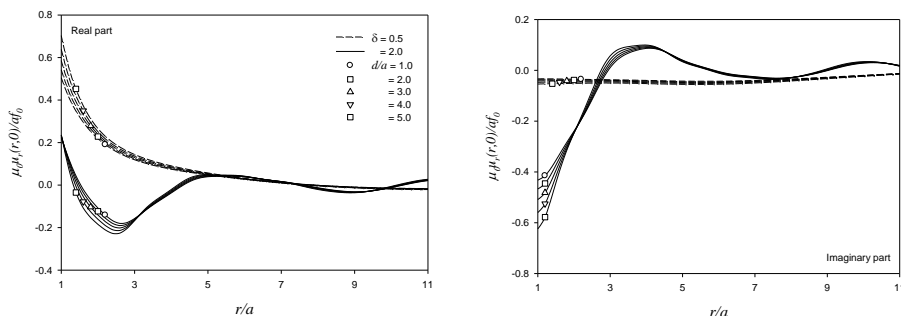 Real part
δ = 0.5
= 2.0
d/a = 1.0
= 2.0
= 3.0
= 4.0
= 5.0
0.8
0.6
0.4
0.2
0.0
-0.2
-0.4
μ₀u_r(r,0)/af₀
1 3 5 7 9 11
r/a
0.2
0.0
-0.2
-0.4
-0.6
-0.8
μ₀u_r(r,0)/af₀
Imaginary part
1 3 5 7 9 11
r/a